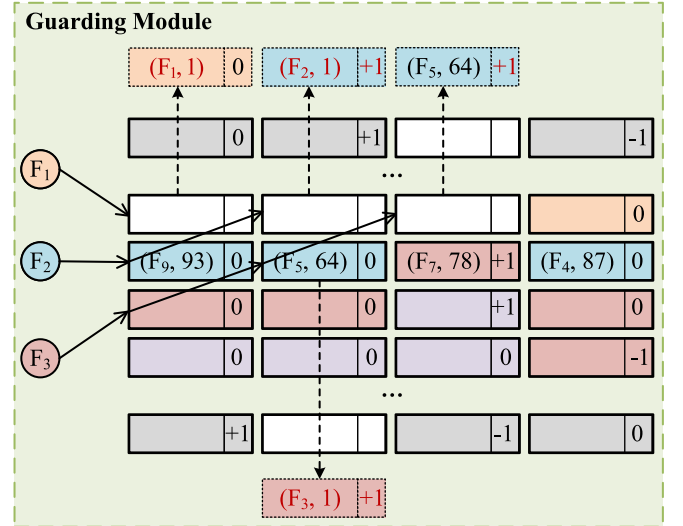 Guarding Module
(F₁, 1) 0 (F₂, 1) +1 (F₅, 64) +1
0 +1 -1
F₁
...
0
F₂ (F₉, 93) 0 (F₅, 64) 0 (F₇, 78) +1 (F₄, 87) 0
0 0 +1 0
F₃ 0 0 0 -1
...
+1 -1 0
(F₃, 1) +1